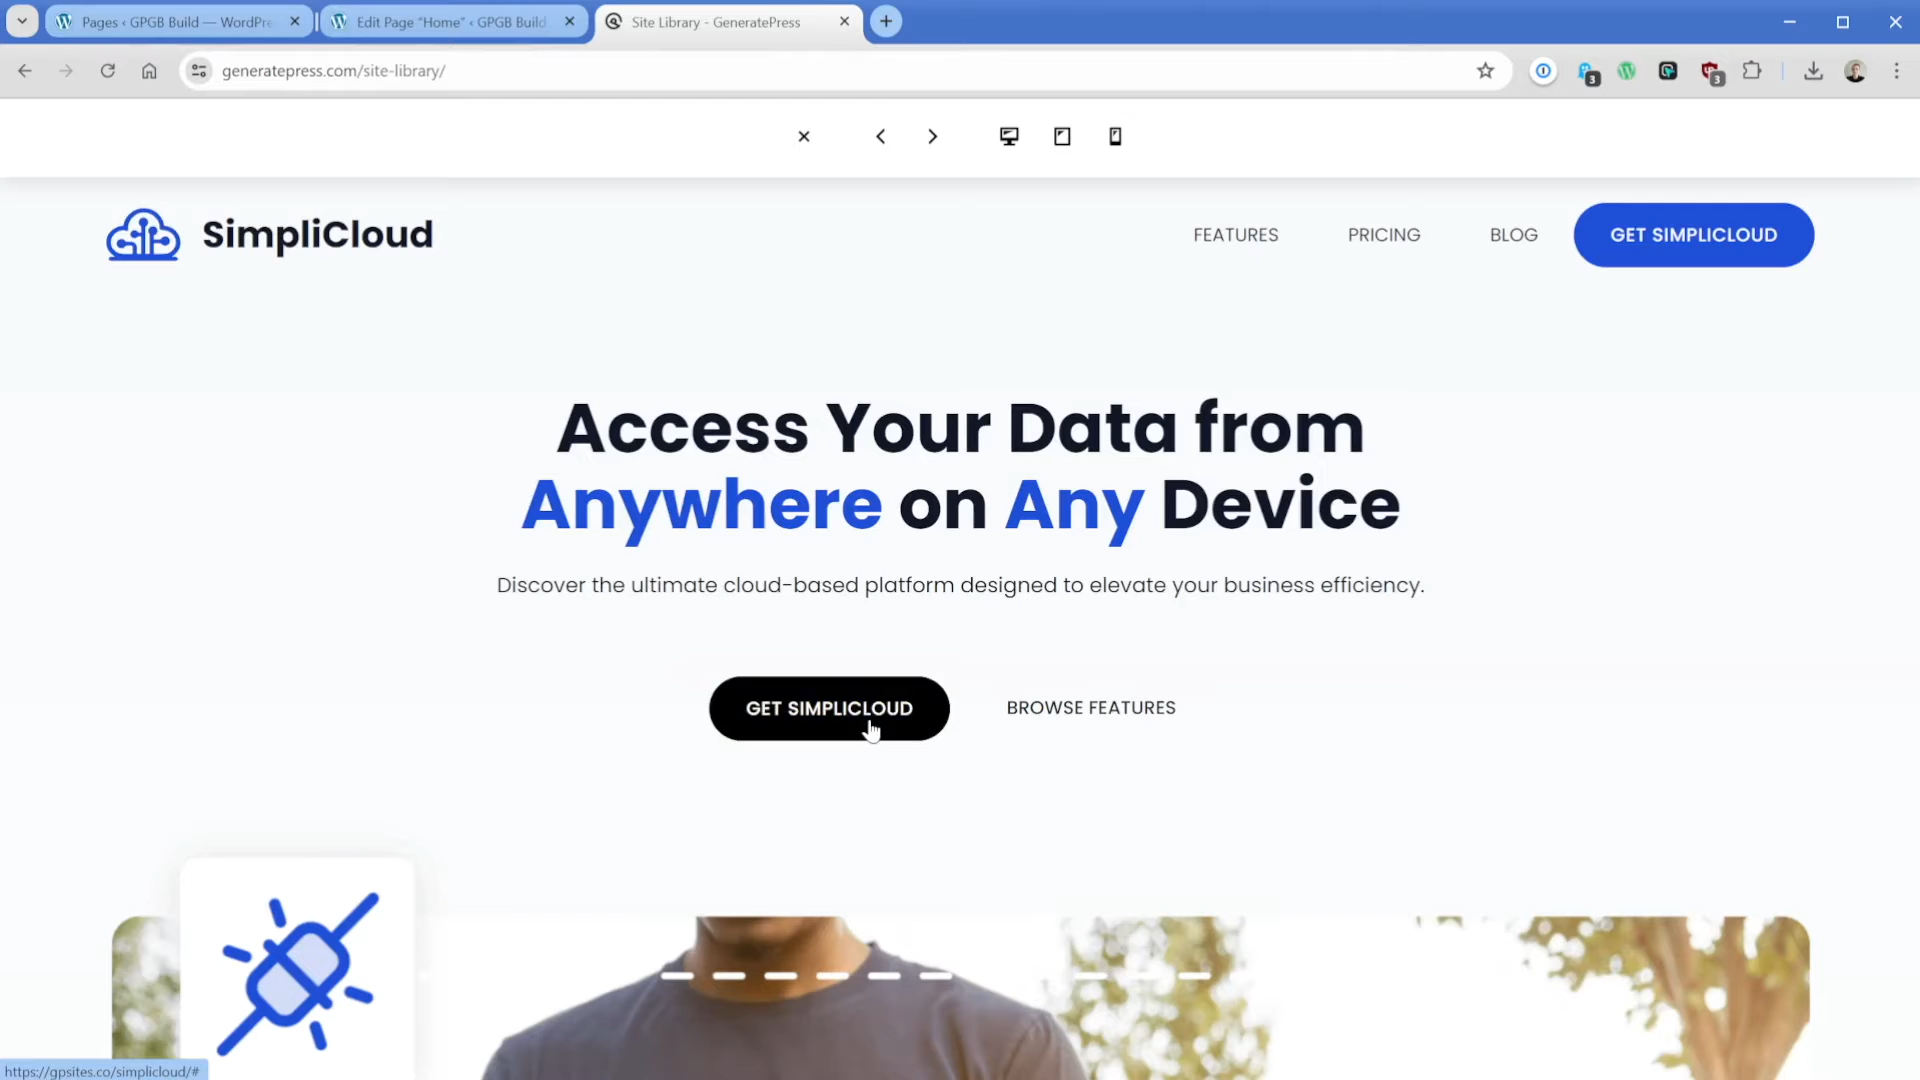 Pages ‹ GPGB Build — WordPre
Edit Page "Home" ‹ GPGB Build
Site Library - GeneratePress
generatepress.com/site-library/
3
3
SimpliCloud
FEATURES
PRICING
BLOG
GET SIMPLICLOUD
Access Your Data from
Anywhere on Any Device
Discover the ultimate cloud-based platform designed to elevate your business efficiency.
GET SIMPLICLOUD
BROWSE FEATURES
https://gpsites.co/simplicloud/#